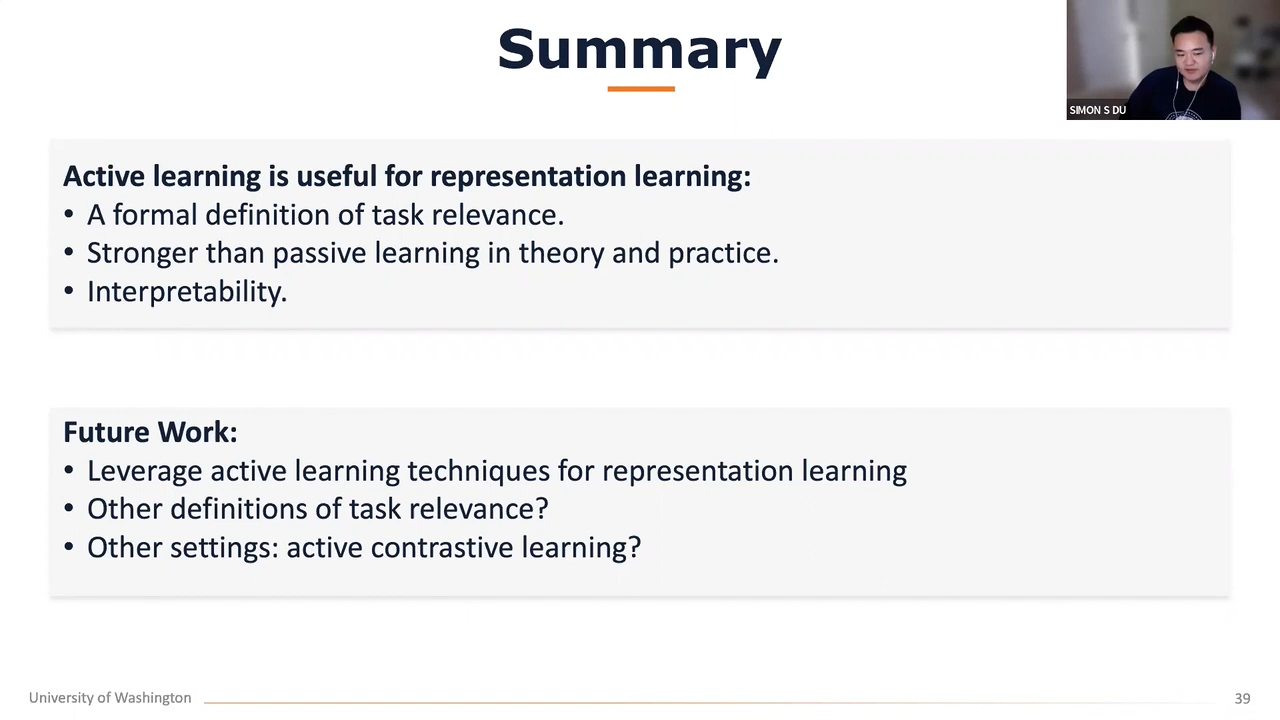 Summary
SIMON S DU
Active learning is useful for representation learning:
• A formal definition of task relevance.
• Stronger than passive learning in theory and practice.
• Interpretability.
Future Work:
• Leverage active learning techniques for representation learning
• Other definitions of task relevance?
• Other settings: active contrastive learning?
University of Washington
39